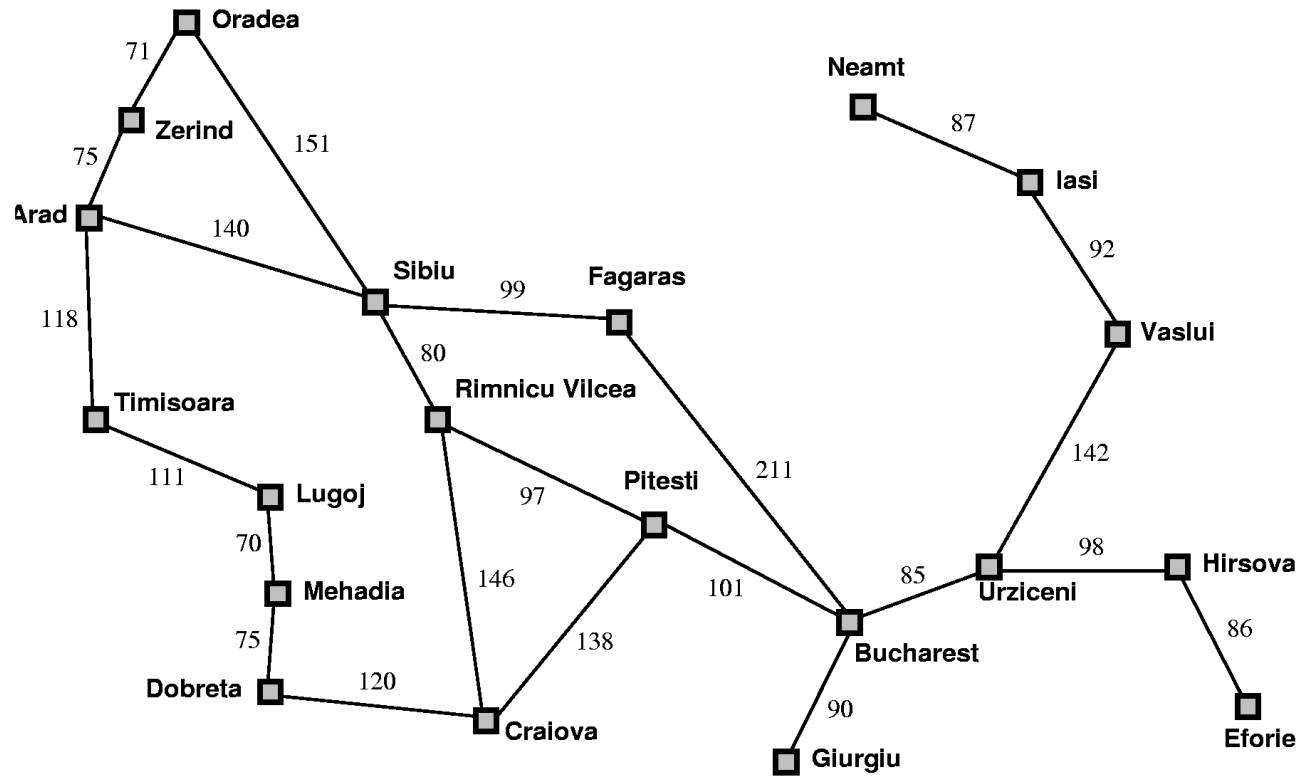 Oradea
71
Neamt
Zerind
87
151
75
Iasi
Arad
140
92
Sibiu
Fagaras
99
118
Vaslui
80
Timisoara
Rimnicu Vilcea
142
211
111
Lugoj
97
Pitesti
70
98
Hirsova
146
101
85
Mehadia
Urziceni
86
75
138
Bucharest
Dobreta
120
90
Craiova
Eforie
Giurgiu